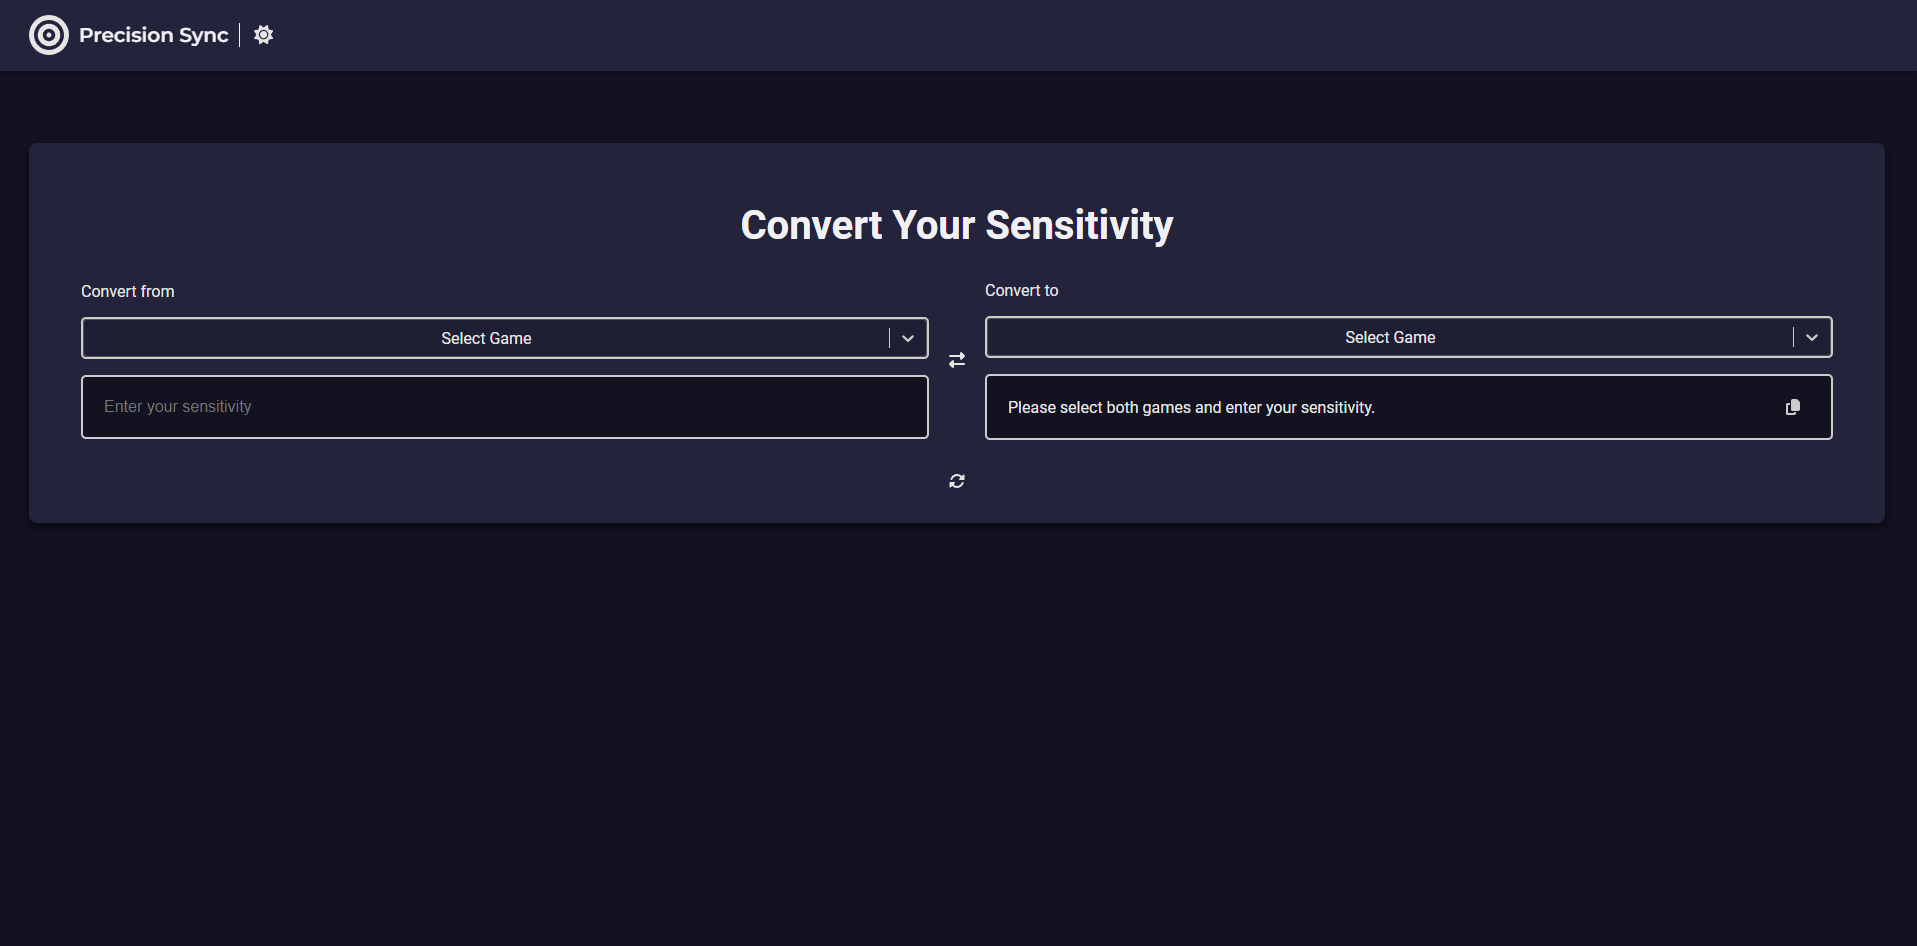 Precision Sync
Convert Your Sensitivity
Convert from
Select Game
Enter your sensitivity
Convert to
Select Game
Please select both games and enter your sensitivity.